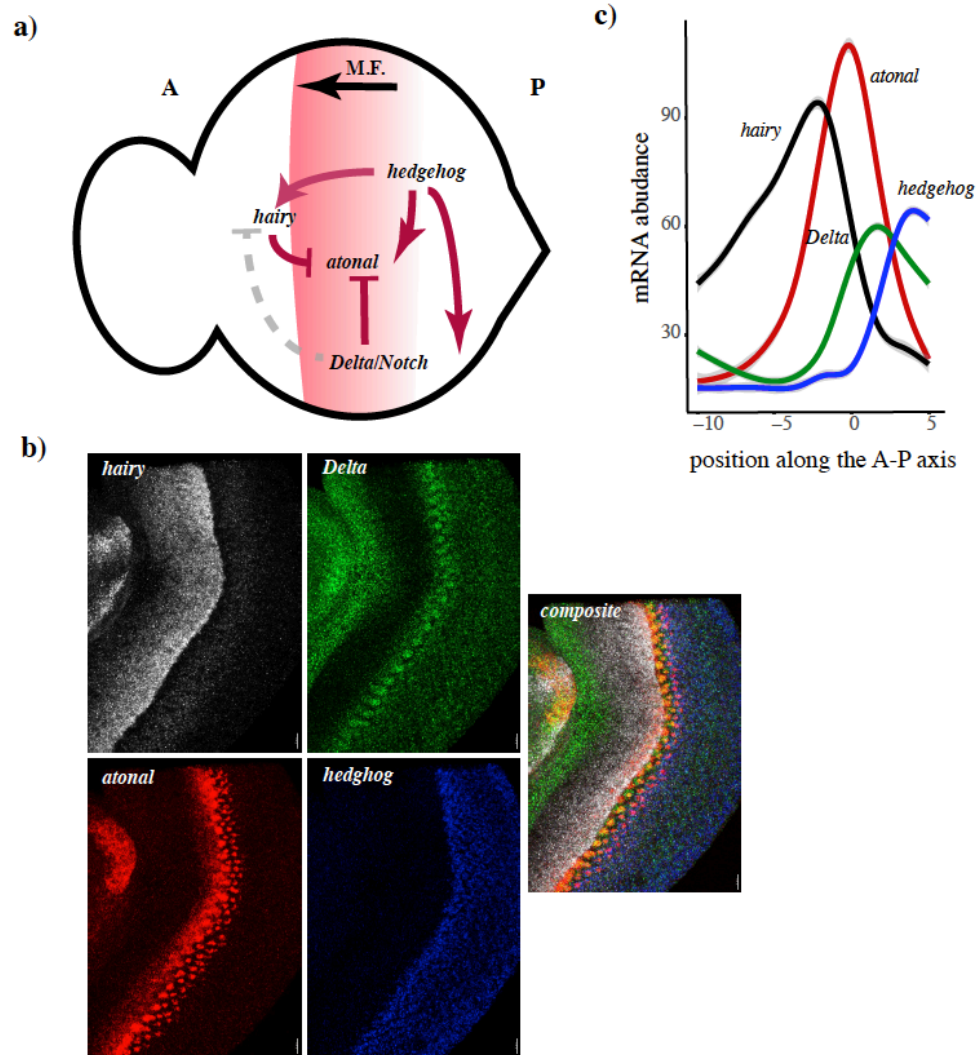 a)
A
M.F.
P
hedgehog
hairy
atonal
Delta/Notch
b)
hairy
Delta
atonal
hedghog
composite
c)
mRNA abudance
90
60
30
hairy
atonal
Delta
hedgehog
−10 −5 0 5
position along the A-P axis